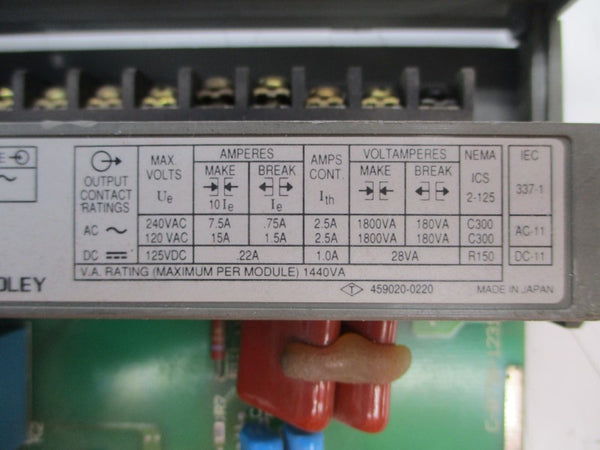 OUTPUT CONTACT RATINGS
MAX. VOLTS Ue
AMPERES
MAKE 10 Ie
BREAK Ie
AMPS CONT. Ith
VOLTAMPERES
MAKE
BREAK
NEMA ICS 2-125
IEC 337-1
AC 240VAC 7.5A .75A 2.5A 1800VA 180VA C300 AC-11
120 VAC 15A 1.5A 2.5A 1800VA 180VA C300
DC 125VDC .22A 1.0A 28VA R150 DC-11
V.A. RATING (MAXIMUM PER MODULE) 1440VA
DLEY
T 459020-0220 MADE IN JAPAN